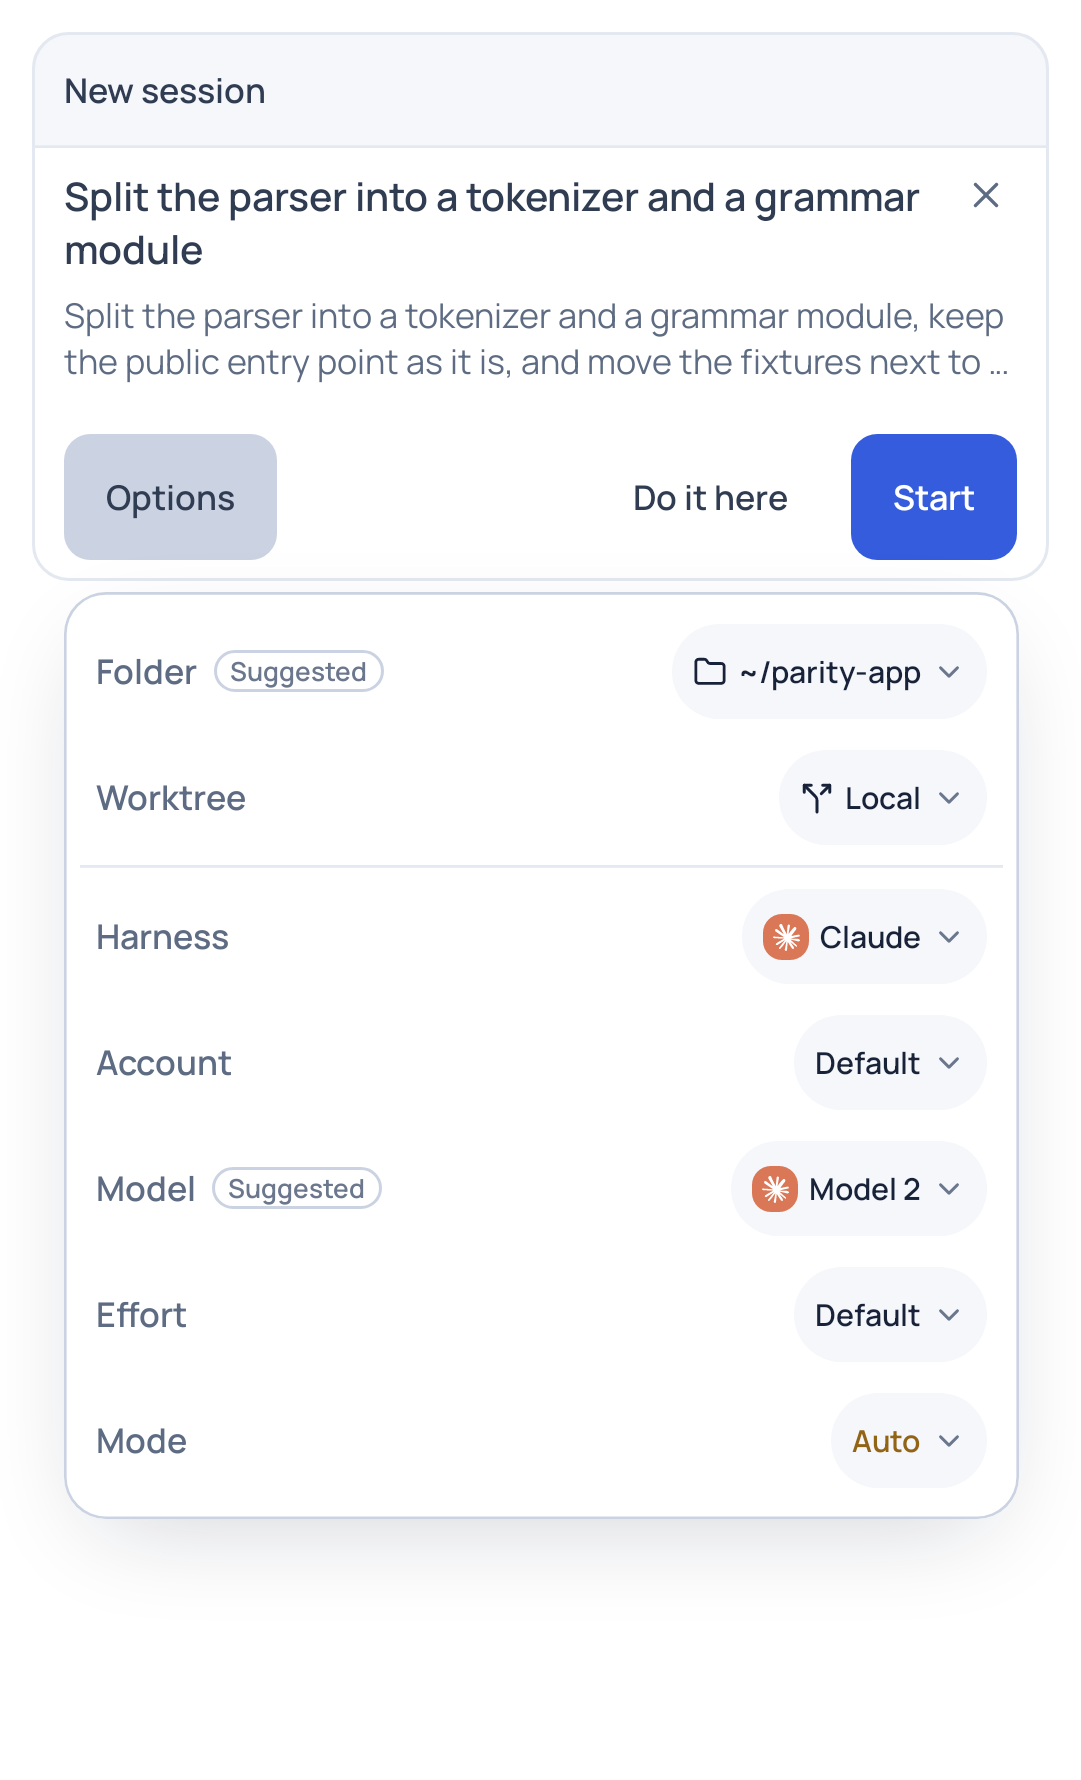 New session
Split the parser into a tokenizer and a grammar
module
Split the parser into a tokenizer and a grammar module, keep
the public entry point as it is, and move the fixtures next to ...
Options
Do it here
Start
Folder
Suggested
~/parity-app
Worktree
Local
Harness
Claude
Account
Default
Model
Suggested
Model 2
Effort
Default
Mode
Auto